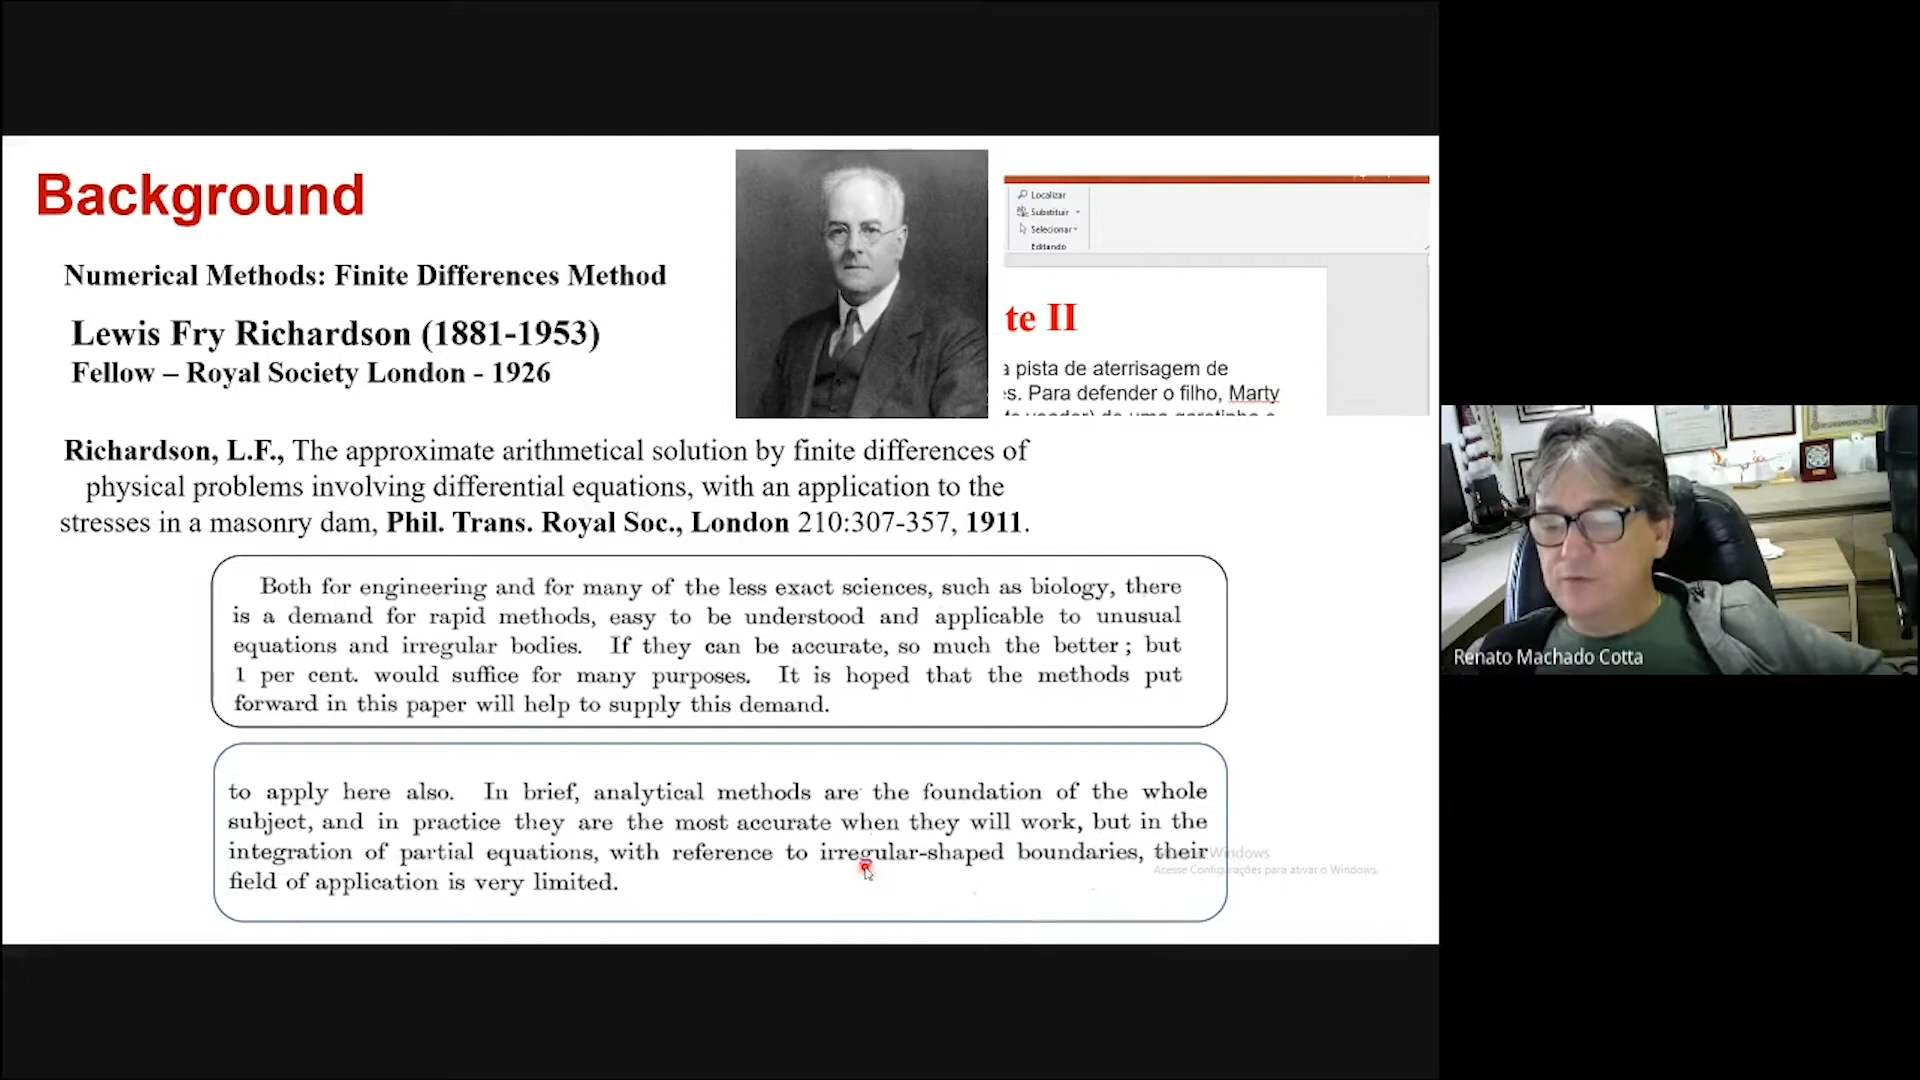 Background
Numerical Methods: Finite Differences Method
Lewis Fry Richardson (1881-1953)
Fellow – Royal Society London - 1926
Localizar
Substituir
Selecionar
Editando
te II
a pista de aterrisagem de
s. Para defender o filho, Marty
Richardson, L.F., The approximate arithmetical solution by finite differences of
physical problems involving differential equations, with an application to the
stresses in a masonry dam, Phil. Trans. Royal Soc., London 210:307-357, 1911.
Both for engineering and for many of the less exact sciences, such as biology, there
is a demand for rapid methods, easy to be understood and applicable to unusual
equations and irregular bodies. If they can be accurate, so much the better; but
1 per cent. would suffice for many purposes. It is hoped that the methods put
forward in this paper will help to supply this demand.
to apply here also. In brief, analytical methods are the foundation of the whole
subject, and in practice they are the most accurate when they will work, but in the
integration of partial equations, with reference to irregular-shaped boundaries, their
field of application is very limited.
Windows
Acesse Configurações para ativar o Windows.
Renato Machado Cotta